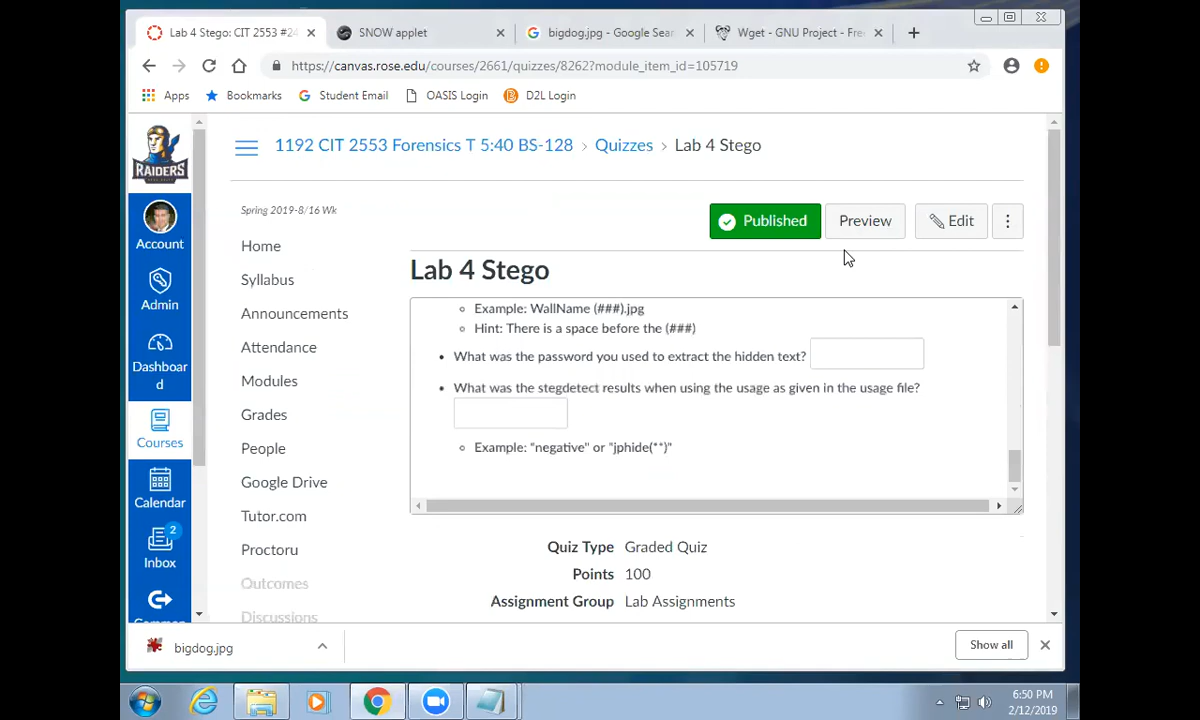 Lab 4 Stego: CIT 2553 #24
SNOW applet
bigdog.jpg - Google Sear
Wget - GNU Project - Free
https://canvas.rose.edu/courses/2661/quizzes/8262?module_item_id=105719
Apps
Bookmarks
Student Email
OASIS Login
D2L Login
RAIDERS
1192 CIT 2553 Forensics T 5:40 BS-128 › Quizzes › Lab 4 Stego
Spring 2019-8/16 Wk
Published
Preview
Edit
Account
Admin
Dashboar
d
Courses
Calendar
2
Inbox
Home
Syllabus
Announcements
Attendance
Modules
Grades
People
Google Drive
Tutor.com
Proctoru
Outcomes
Discussions
Lab 4 Stego
Example: WallName (###).jpg
Hint: There is a space before the (###)
What was the password you used to extract the hidden text?
What was the stegdetect results when using the usage as given in the usage file?
Example: "negative" or "jphide(**)"
Quiz Type Graded Quiz
Points 100
Assignment Group Lab Assignments
bigdog.jpg
Show all
6:50 PM
2/12/2019